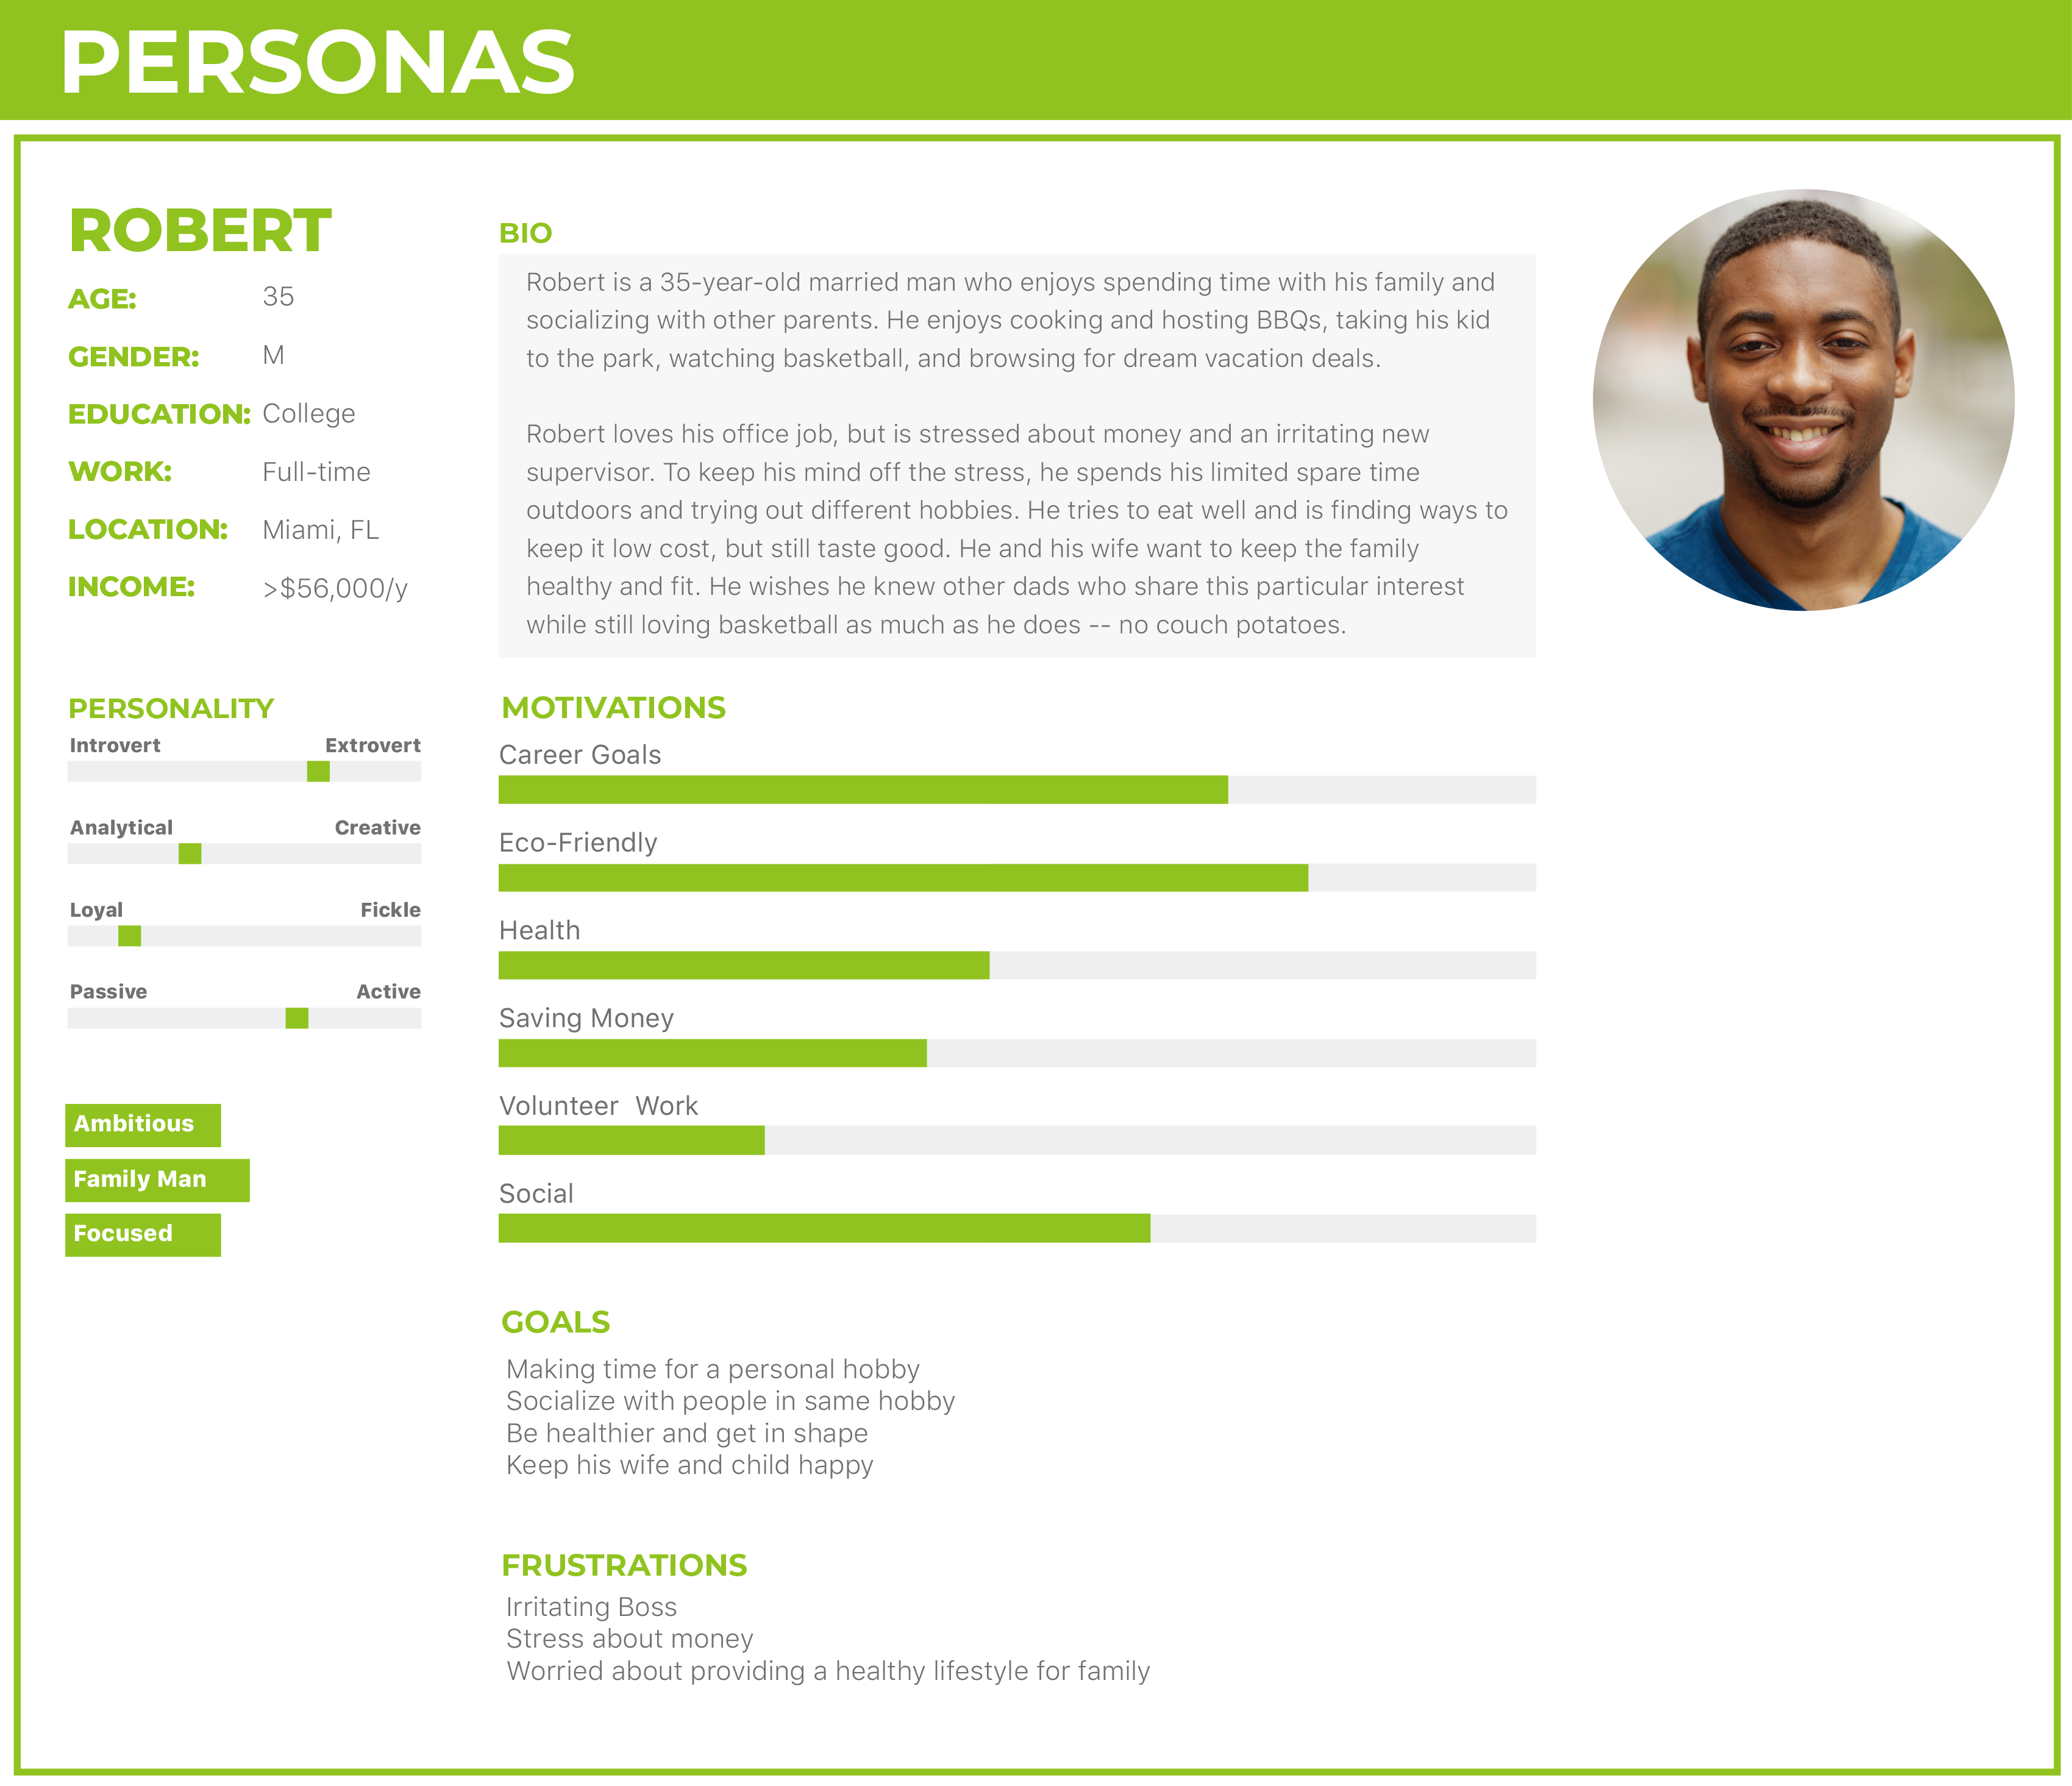 PERSONAS
ROBERT
AGE: 35
GENDER: M
EDUCATION: College
WORK: Full-time
LOCATION: Miami, FL
INCOME: >$56,000/y
BIO
Robert is a 35-year-old married man who enjoys spending time with his family and
socializing with other parents. He enjoys cooking and hosting BBQs, taking his kid
to the park, watching basketball, and browsing for dream vacation deals.
Robert loves his office job, but is stressed about money and an irritating new
supervisor. To keep his mind off the stress, he spends his limited spare time
outdoors and trying out different hobbies. He tries to eat well and is finding ways to
keep it low cost, but still taste good. He and his wife want to keep the family
healthy and fit. He wishes he knew other dads who share this particular interest
while still loving basketball as much as he does -- no couch potatoes.
PERSONALITY
Introvert Extrovert
Analytical Creative
Loyal Fickle
Passive Active
Ambitious
Family Man
Focused
MOTIVATIONS
Career Goals
Eco-Friendly
Health
Saving Money
Volunteer  Work
Social
GOALS
Making time for a personal hobby
Socialize with people in same hobby
Be healthier and get in shape
Keep his wife and child happy
FRUSTRATIONS
Irritating Boss
Stress about money
Worried about providing a healthy lifestyle for family